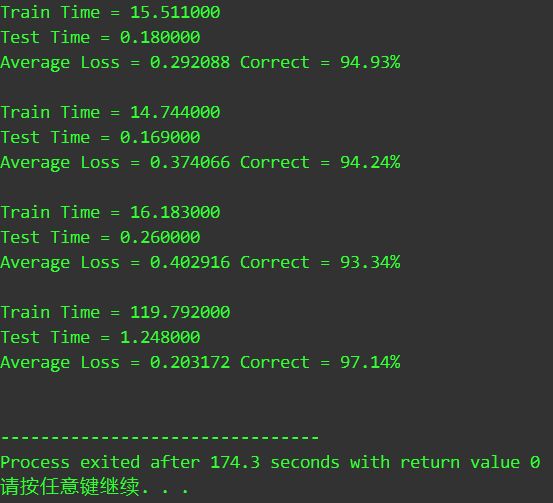 Train Time = 15.511000
Test Time = 0.180000
Average Loss = 0.292088 Correct = 94.93%
Train Time = 14.744000
Test Time = 0.169000
Average Loss = 0.374066 Correct = 94.24%
Train Time = 16.183000
Test Time = 0.260000
Average Loss = 0.402916 Correct = 93.34%
Train Time = 119.792000
Test Time = 1.248000
Average Loss = 0.203172 Correct = 97.14%
--------------------------------
Process exited after 174.3 seconds with return value 0
请按任意键继续. . .